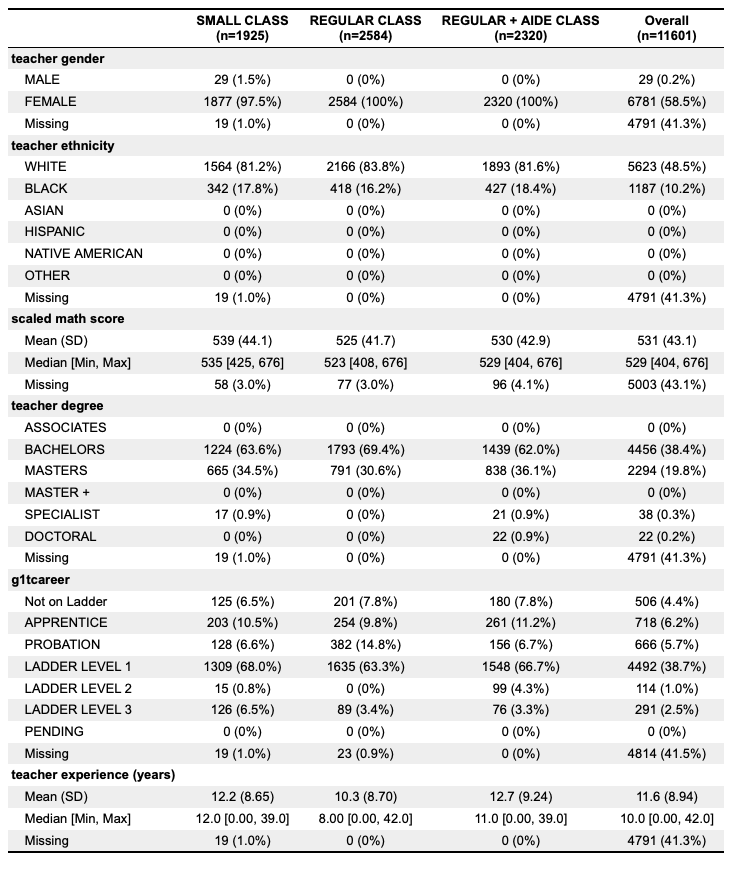 SMALL CLASS REGULAR CLASS REGULAR + AIDE CLASS Overall
(n=1925) (n=2584) (n=2320) (n=11601)
teacher gender
MALE 29 (1.5%) 0 (0%) 0 (0%) 29 (0.2%)
FEMALE 1877 (97.5%) 2584 (100%) 2320 (100%) 6781 (58.5%)
Missing 19 (1.0%) 0 (0%) 0 (0%) 4791 (41.3%)
teacher ethnicity
WHITE 1564 (81.2%) 2166 (83.8%) 1893 (81.6%) 5623 (48.5%)
BLACK 342 (17.8%) 418 (16.2%) 427 (18.4%) 1187 (10.2%)
ASIAN 0 (0%) 0 (0%) 0 (0%) 0 (0%)
HISPANIC 0 (0%) 0 (0%) 0 (0%) 0 (0%)
NATIVE AMERICAN 0 (0%) 0 (0%) 0 (0%) 0 (0%)
OTHER 0 (0%) 0 (0%) 0 (0%) 0 (0%)
Missing 19 (1.0%) 0 (0%) 0 (0%) 4791 (41.3%)
scaled math score
Mean (SD) 539 (44.1) 525 (41.7) 530 (42.9) 531 (43.1)
Median [Min, Max] 535 [425, 676] 523 [408, 676] 529 [404, 676] 529 [404, 676]
Missing 58 (3.0%) 77 (3.0%) 96 (4.1%) 5003 (43.1%)
teacher degree
ASSOCIATES 0 (0%) 0 (0%) 0 (0%) 0 (0%)
BACHELORS 1224 (63.6%) 1793 (69.4%) 1439 (62.0%) 4456 (38.4%)
MASTERS 665 (34.5%) 791 (30.6%) 838 (36.1%) 2294 (19.8%)
MASTER + 0 (0%) 0 (0%) 0 (0%) 0 (0%)
SPECIALIST 17 (0.9%) 0 (0%) 21 (0.9%) 38 (0.3%)
DOCTORAL 0 (0%) 0 (0%) 22 (0.9%) 22 (0.2%)
Missing 19 (1.0%) 0 (0%) 0 (0%) 4791 (41.3%)
g1tcareer
Not on Ladder 125 (6.5%) 201 (7.8%) 180 (7.8%) 506 (4.4%)
APPRENTICE 203 (10.5%) 254 (9.8%) 261 (11.2%) 718 (6.2%)
PROBATION 128 (6.6%) 382 (14.8%) 156 (6.7%) 666 (5.7%)
LADDER LEVEL 1 1309 (68.0%) 1635 (63.3%) 1548 (66.7%) 4492 (38.7%)
LADDER LEVEL 2 15 (0.8%) 0 (0%) 99 (4.3%) 114 (1.0%)
LADDER LEVEL 3 126 (6.5%) 89 (3.4%) 76 (3.3%) 291 (2.5%)
PENDING 0 (0%) 0 (0%) 0 (0%) 0 (0%)
Missing 19 (1.0%) 23 (0.9%) 0 (0%) 4814 (41.5%)
teacher experience (years)
Mean (SD) 12.2 (8.65) 10.3 (8.70) 12.7 (9.24) 11.6 (8.94)
Median [Min, Max] 12.0 [0.00, 39.0] 8.00 [0.00, 42.0] 11.0 [0.00, 39.0] 10.0 [0.00, 42.0]
Missing 19 (1.0%) 0 (0%) 0 (0%) 4791 (41.3%)